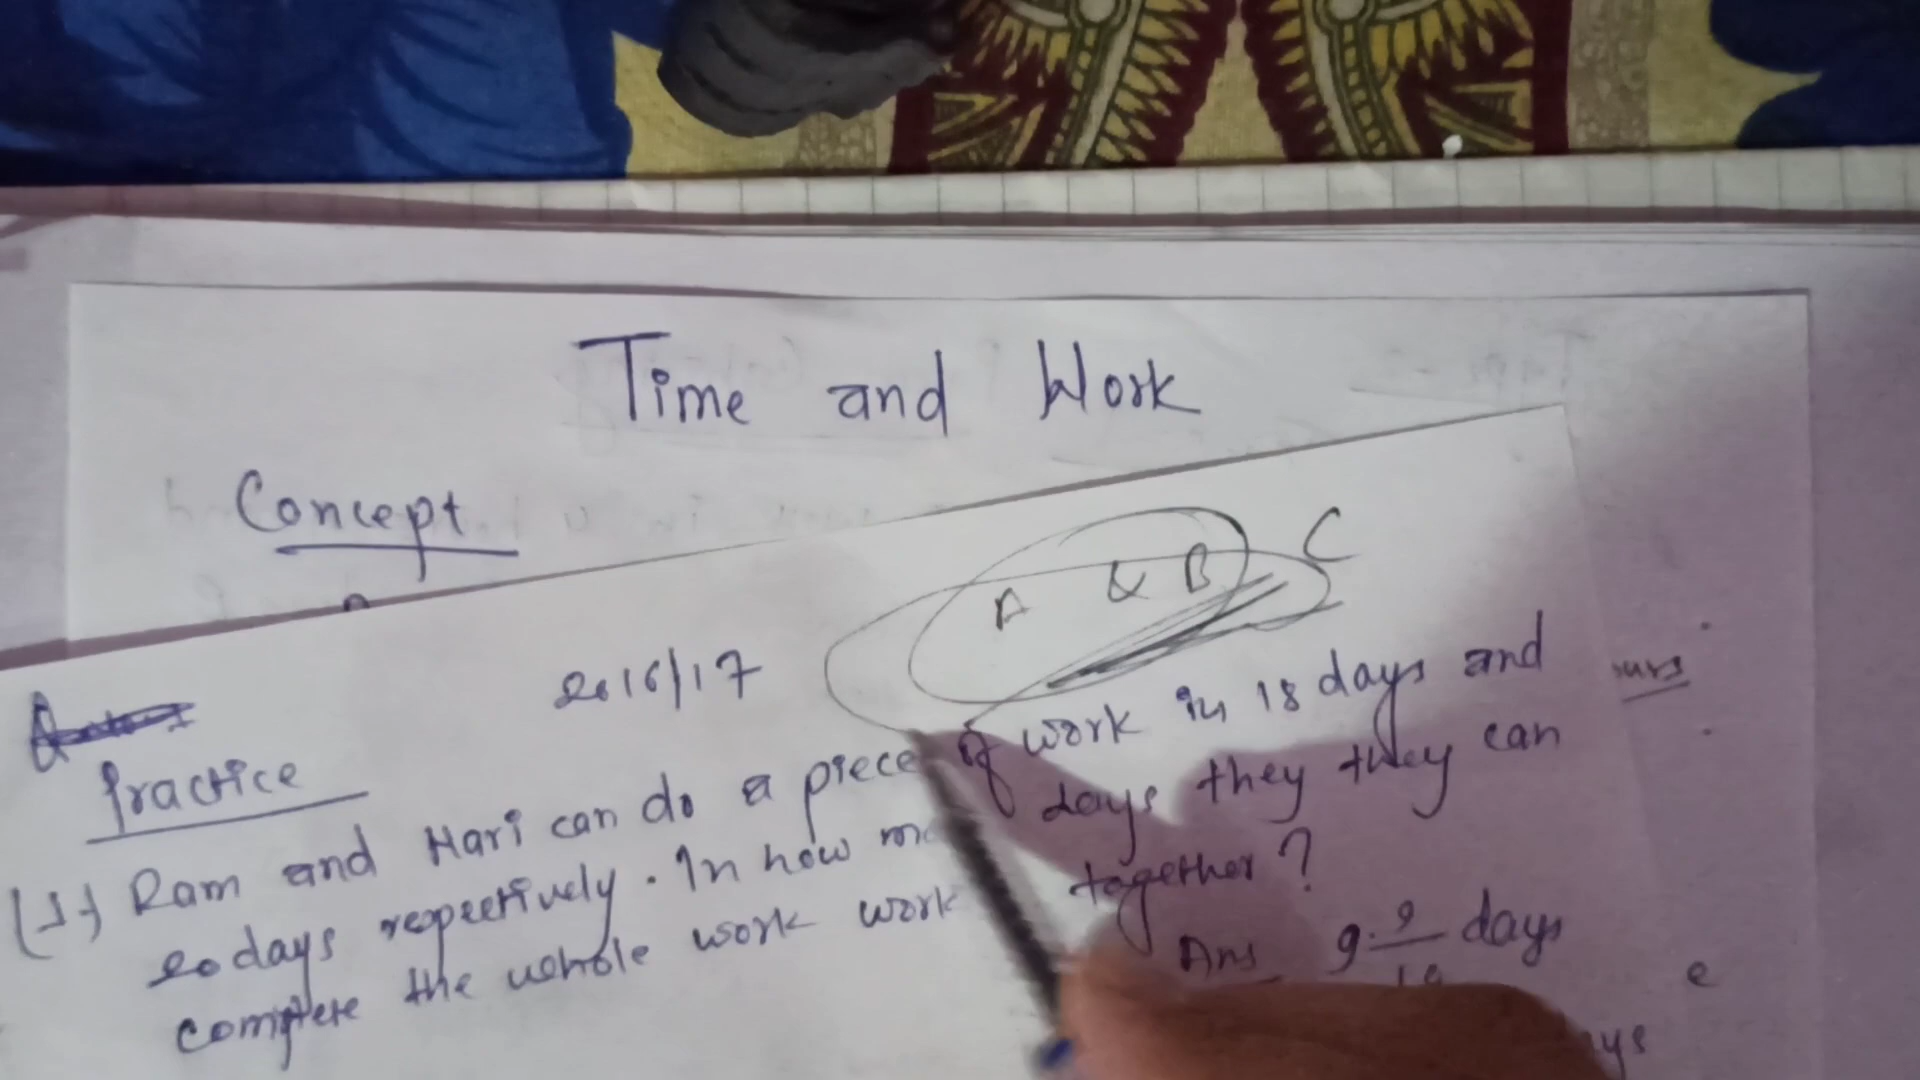 Time and Work
Concept
A & B C
2016/17
Practice
(1) Ram and Hari can do a piece of work in 18 days and
20 days respectively. In how days they they can
complete the whole work work together?
Ans 9 9/19 days